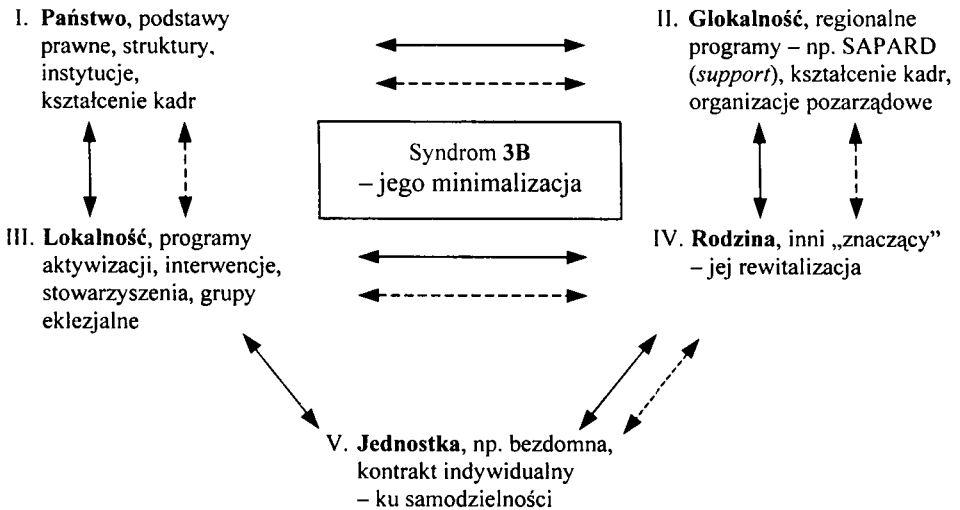 I. Państwo, podstawy
prawne, struktury,
instytucje,
kształcenie kadr
II. Glokalność, regionalne
programy – np. SAPARD
(support), kształcenie kadr,
organizacje pozarządowe
Syndrom 3B
– jego minimalizacja
III. Lokalność, programy
aktywizacji, interwencje,
stowarzyszenia, grupy
eklezjalne
IV. Rodzina, inni „znaczący”
– jej rewitalizacja
V. Jednostka, np. bezdomna,
kontrakt indywidualny
– ku samodzielności